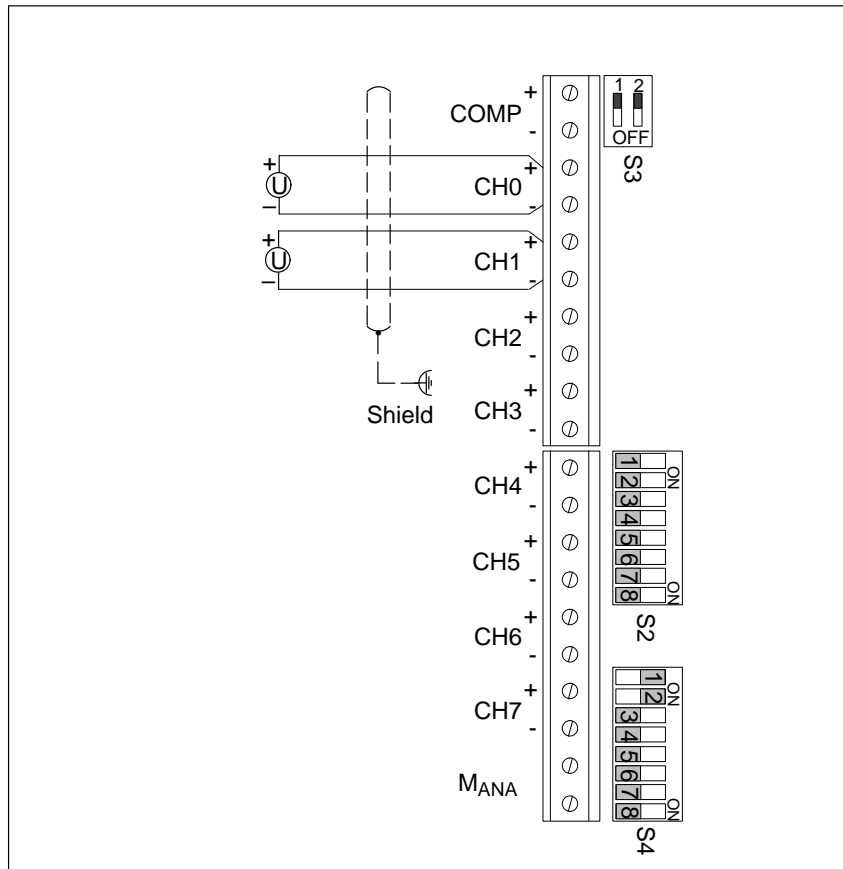 +
COMP
-
1 2
OFF
S3
+
U
−
+
CH0
-
+
U
−
+
CH1
-
+
CH2
-
Shield
+
CH3
-
+
CH4
-
+
CH5
-
+
CH6
-
+
CH7
-
MANA
1
2
3
4
5
6
7
8
ON
ON
S2
1
2
3
4
5
6
7
8
ON
ON
S4